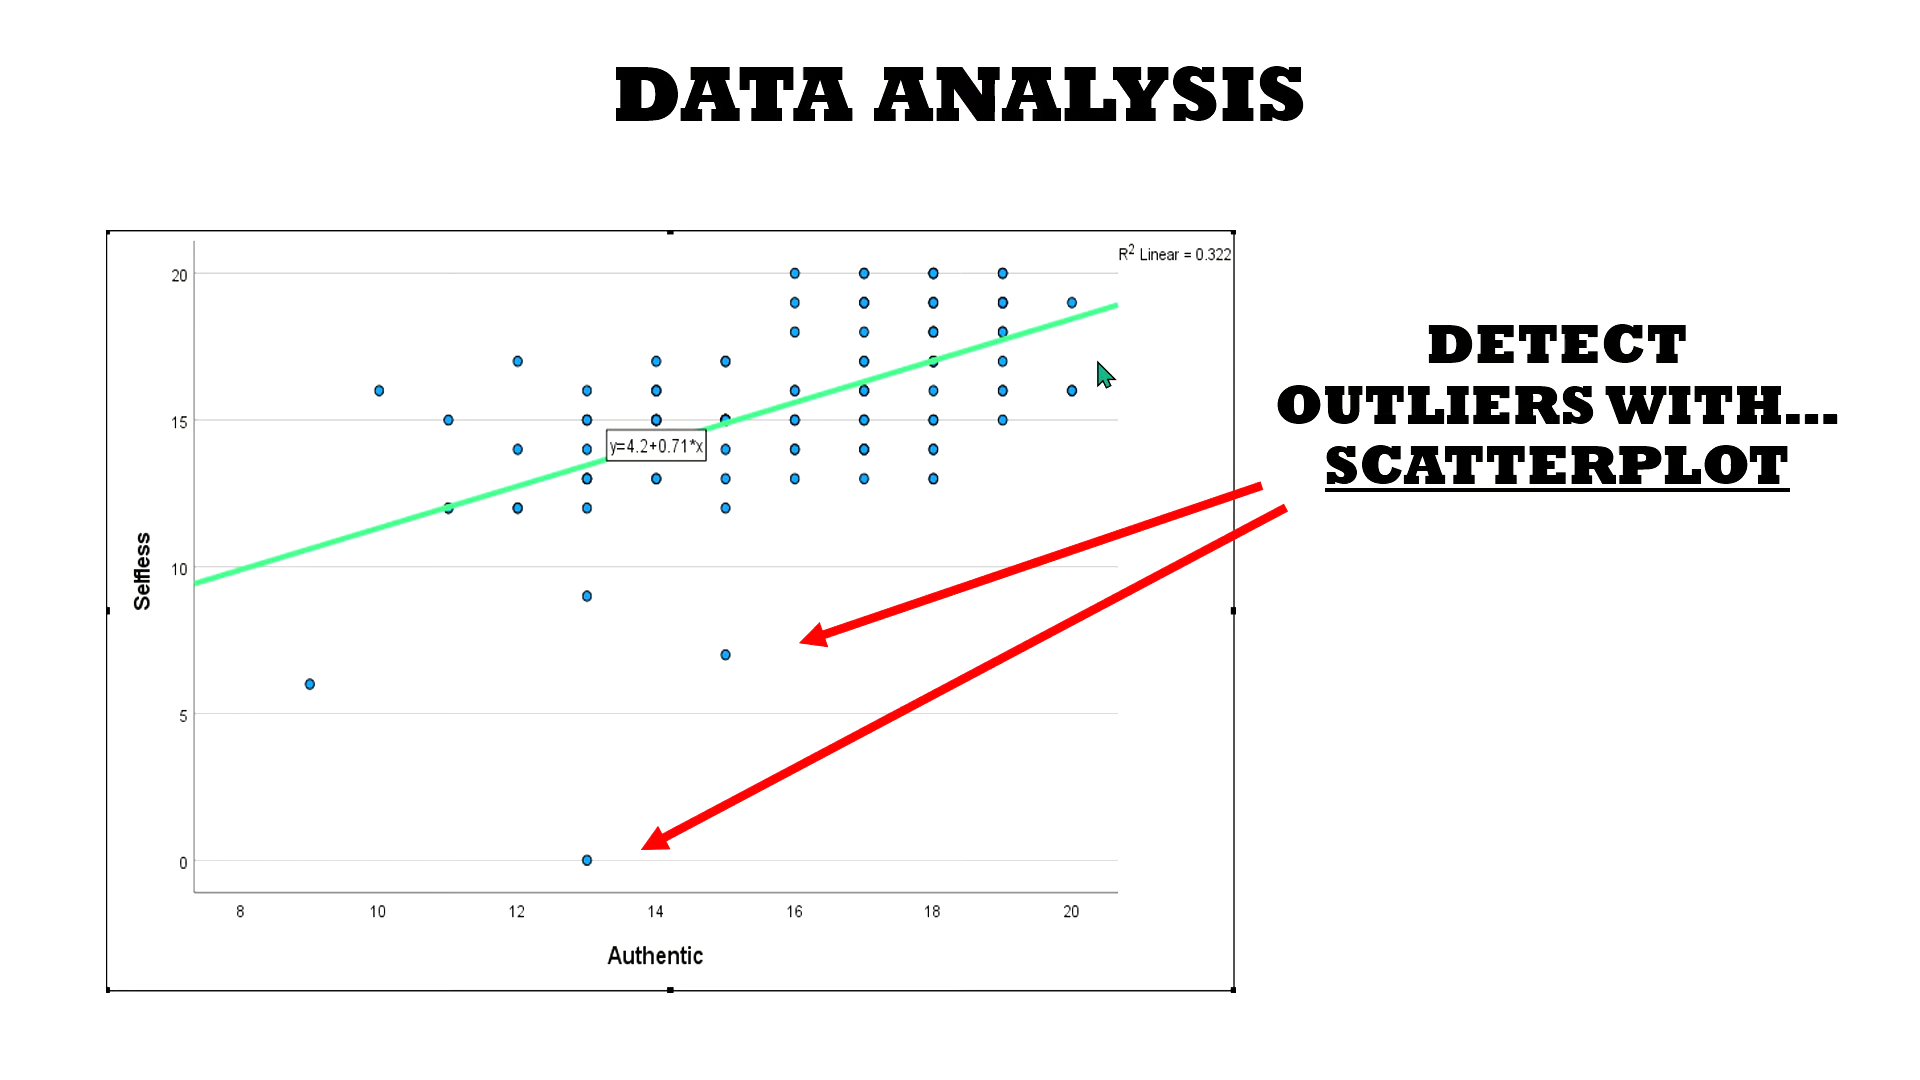 DATA ANALYSIS
R² Linear = 0.322
20
15
10
5
0
y=4.2+0.71*x
Selfless
8 10 12 14 16 18 20
Authentic
DETECT
OUTLIERS WITH...
SCATTERPLOT